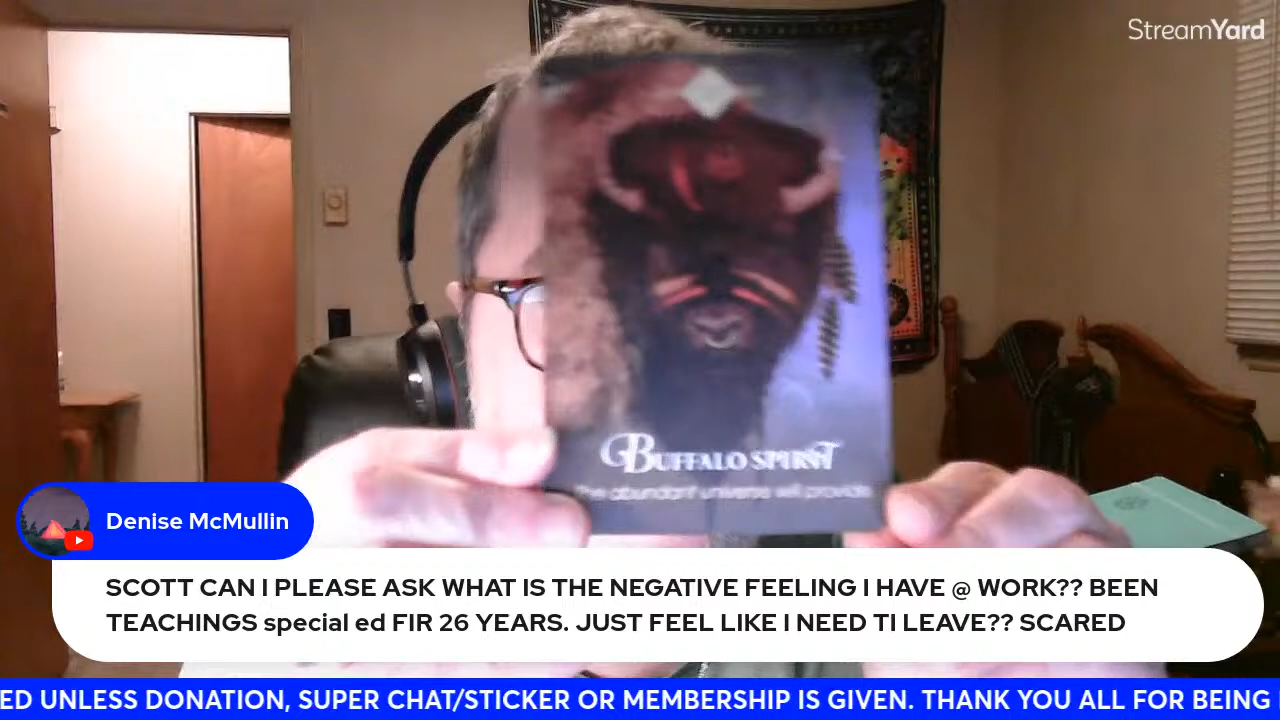 StreamYard
BUFFALO SPIRIT
The abundant universe will provide
Denise McMullin
SCOTT CAN I PLEASE ASK WHAT IS THE NEGATIVE FEELING I HAVE @ WORK?? BEEN
TEACHINGS special ed FIR 26 YEARS. JUST FEEL LIKE I NEED TI LEAVE?? SCARED
ED UNLESS DONATION, SUPER CHAT/STICKER OR MEMBERSHIP IS GIVEN. THANK YOU ALL FOR BEING